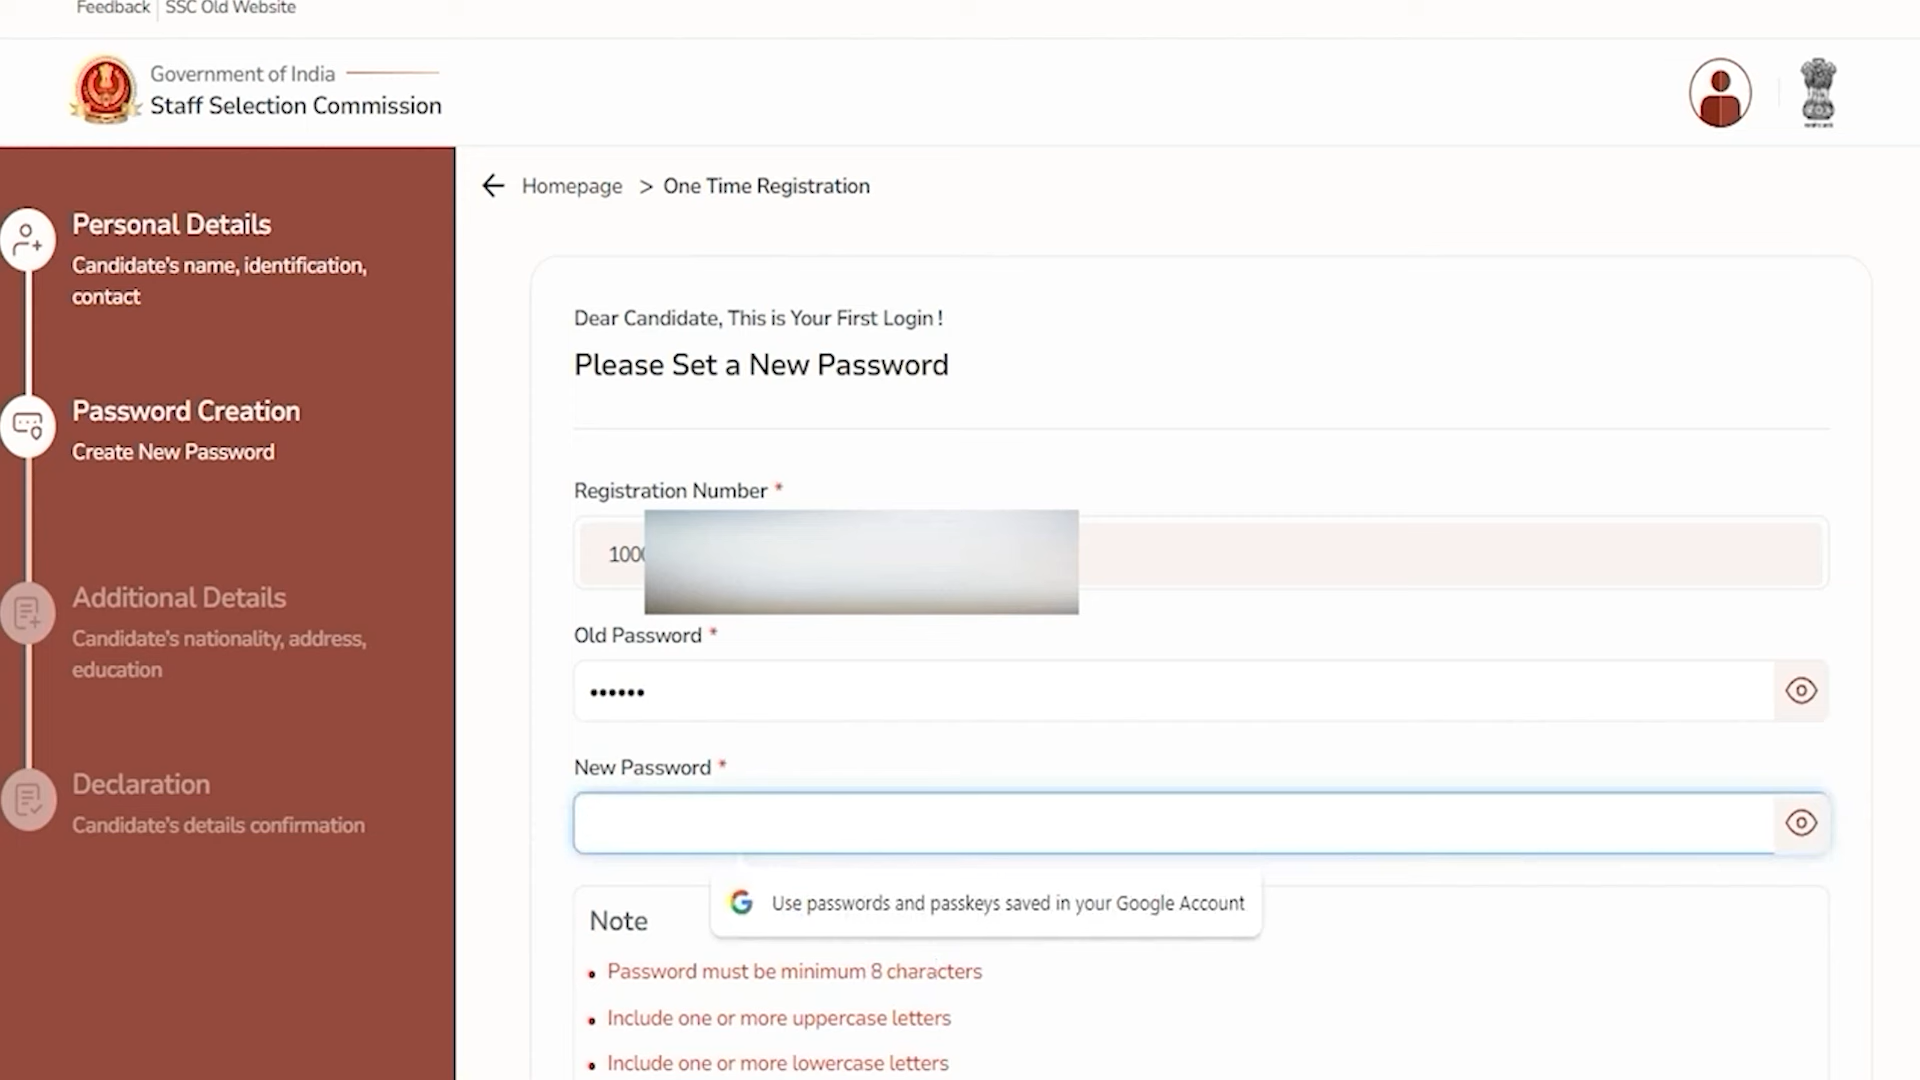 Feedback SSC Old Website
Government of India
Staff Selection Commission
Homepage > One Time Registration
Personal Details
Candidate's name, identification,
contact
Password Creation
Create New Password
Additional Details
Candidate's nationality, address,
education
Declaration
Candidate's details confirmation
Dear Candidate, This is Your First Login !
Please Set a New Password
Registration Number *
Old Password *
••••••
New Password *
Use passwords and passkeys saved in your Google Account
Note
• Password must be minimum 8 characters
• Include one or more uppercase letters
• Include one or more lowercase letters